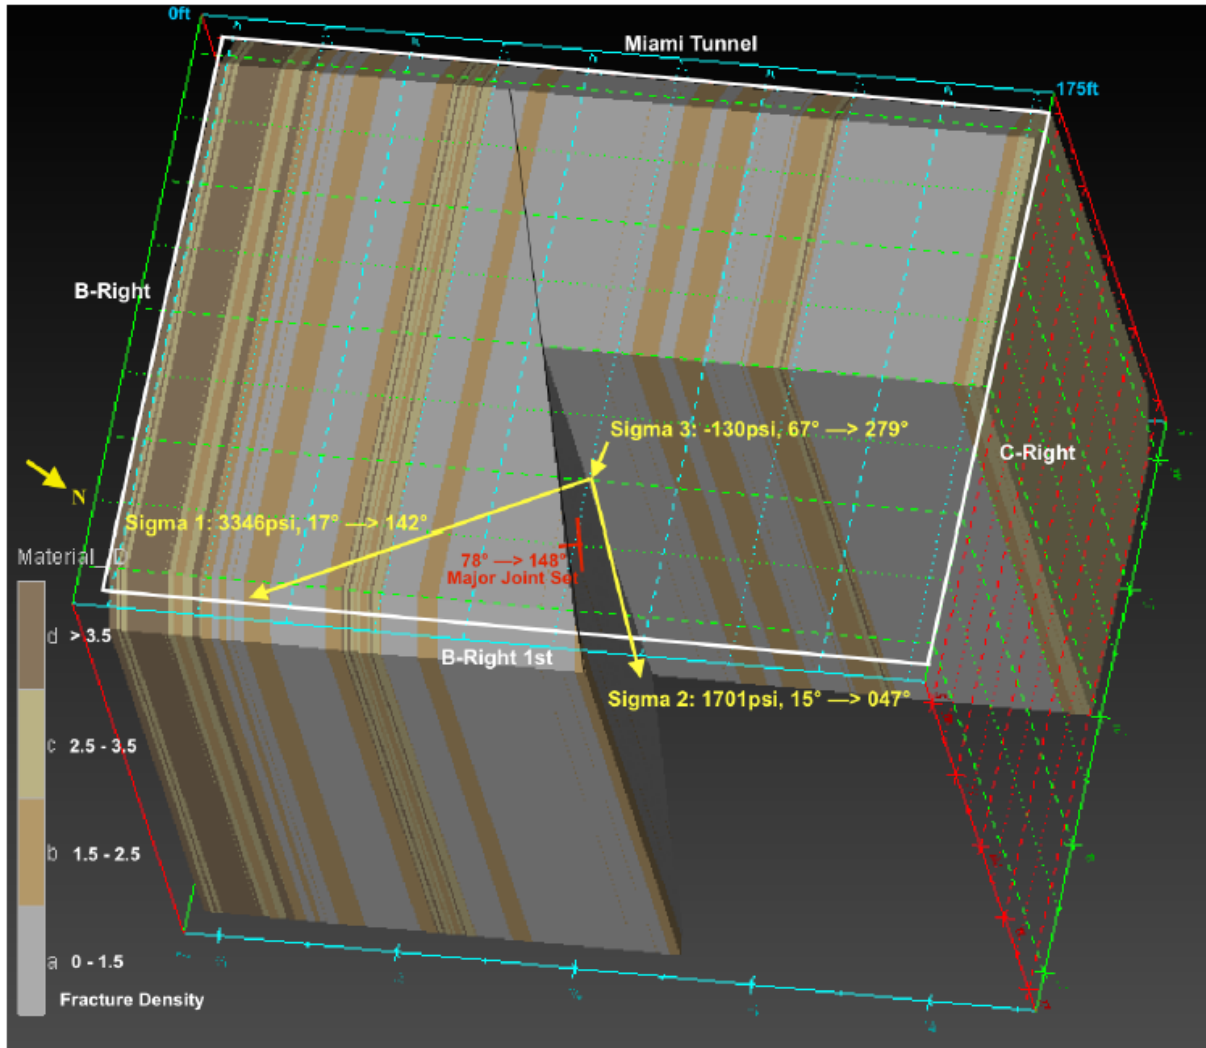 0ft
Miami Tunnel
175ft
B-Right
Sigma 3: -130psi, 67° —> 279°
C-Right
N
Sigma 1: 3346psi, 17° —> 142°
Material_D
78° —> 148°
Major Joint Set
d > 3.5
B-Right 1st
Sigma 2: 1701psi, 15° —> 047°
c 2.5 - 3.5
b 1.5 - 2.5
a 0 - 1.5
Fracture Density